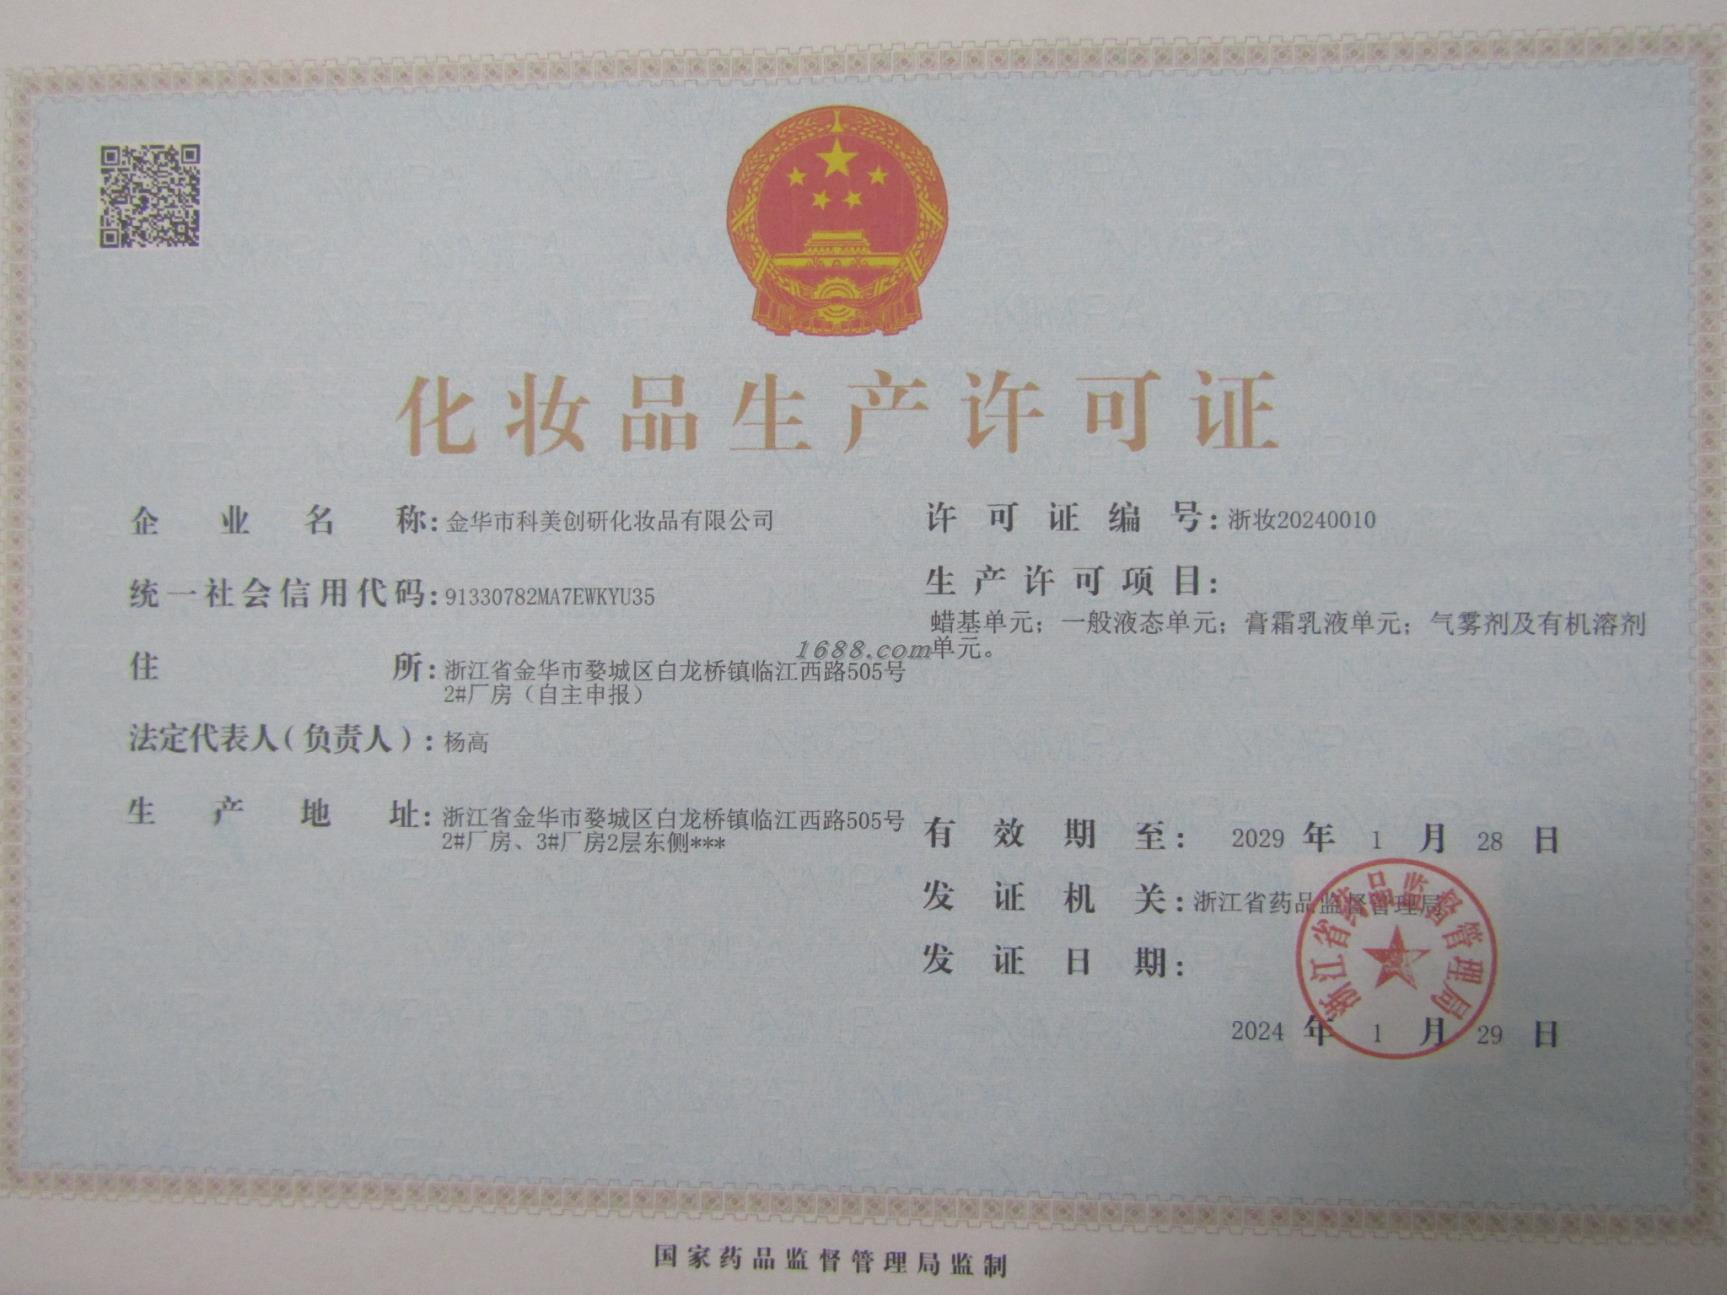 化妆品生产许可证
企业名称：金华市科美创研化妆品有限公司
统一社会信用代码：91330782MA7EWKYU35
住所：浙江省金华市婺城区白龙桥镇临江西路505号
2#厂房（自主申报）
法定代表人（负责人）：杨高
生产地址：浙江省金华市婺城区白龙桥镇临江西路505号
2#厂房、3#厂房2层东侧***
许可证编号：浙妆20240010
生产许可项目：
蜡基单元；一般液态单元；膏霜乳液单元；气雾剂及有机溶剂
单元。
1688.com
有效期至：2029年1月28日
发证机关：浙江省药品监督管理局
发证日期：
2024年1月29日
浙江省药品监督管理局
国家药品监督管理局监制